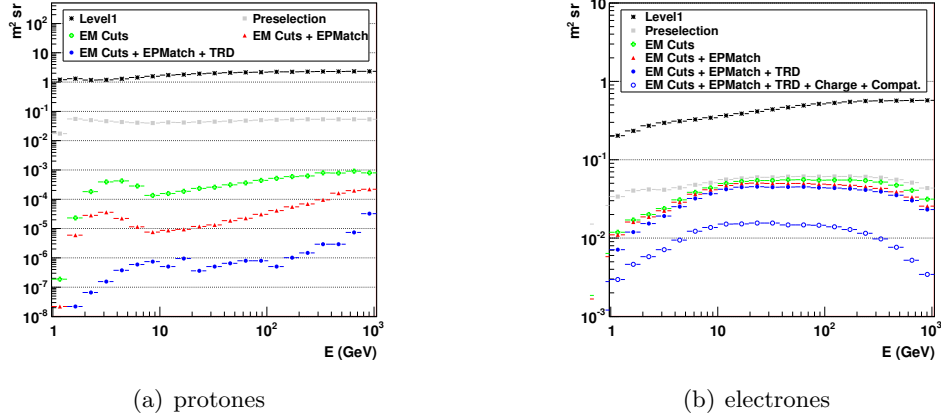 m² sr
10²
10
1
10⁻¹
10⁻²
10⁻³
10⁻⁴
10⁻⁵
10⁻⁶
10⁻⁷
10⁻⁸
Level1
Preselection
EM Cuts
EM Cuts + EPMatch
EM Cuts + EPMatch + TRD
1
10
10²
10³
E (GeV)
(a) protones
m² sr
10
1
10⁻¹
10⁻²
10⁻³
Level1
Preselection
EM Cuts
EM Cuts + EPMatch
EM Cuts + EPMatch + TRD
EM Cuts + EPMatch + TRD + Charge + Compat.
1
10
10²
10³
E (GeV)
(b) electrones